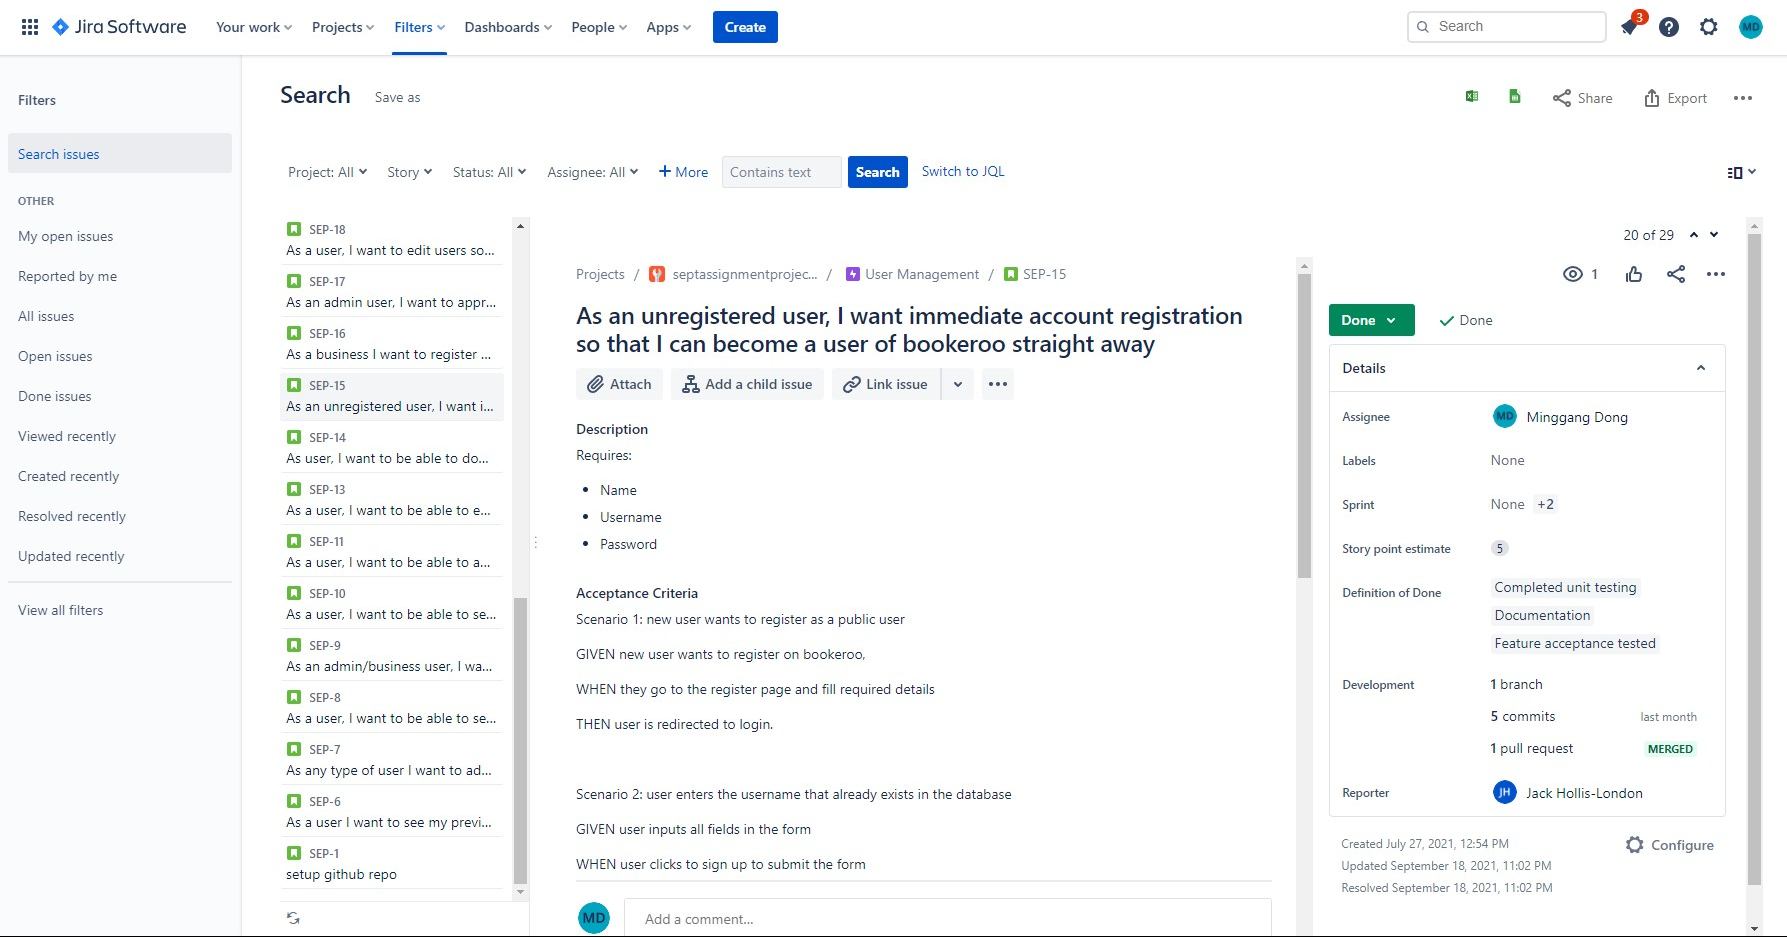 Jira Software
Your work
Projects
Filters
Dashboards
People
Apps
Create
Search
3
MD
Filters
Search issues
OTHER
My open issues
Reported by me
All issues
Open issues
Done issues
Viewed recently
Created recently
Resolved recently
Updated recently
View all filters
Search
Save as
Share
Export
Project: All
Story
Status: All
Assignee: All
+ More
Contains text
Search
Switch to JQL
SEP-18
As a user, I want to edit users so...
SEP-17
As an admin user, I want to appr...
SEP-16
As a business I want to register ...
SEP-15
As an unregistered user, I want i...
SEP-14
As user, I want to be able to do...
SEP-13
As a user, I want to be able to e...
SEP-11
As a user, I want to be able to a...
SEP-10
As a user, I want to be able to se...
SEP-9
As an admin/business user, I wa...
SEP-8
As a user, I want to be able to se...
SEP-7
As any type of user I want to ad...
SEP-6
As a user I want to see my previ...
SEP-1
setup github repo
20 of 29
Projects / septassignmentprojec... / User Management / SEP-15
1
As an unregistered user, I want immediate account registration
so that I can become a user of bookeroo straight away
Attach
Add a child issue
Link issue
Description
Requires:
Name
Username
Password
Acceptance Criteria
Scenario 1: new user wants to register as a public user
GIVEN new user wants to register on bookeroo,
WHEN they go to the register page and fill required details
THEN user is redirected to login.
Scenario 2: user enters the username that already exists in the database
GIVEN user inputs all fields in the form
WHEN user clicks to sign up to submit the form
MD
Add a comment...
Done
Done
Details
Assignee
MD Minggang Dong
Labels
None
Sprint
None +2
Story point estimate
5
Definition of Done
Completed unit testing
Documentation
Feature acceptance tested
Development
1 branch
5 commits
last month
1 pull request
MERGED
Reporter
JH Jack Hollis-London
Created July 27, 2021, 12:54 PM
Updated September 18, 2021, 11:02 PM
Resolved September 18, 2021, 11:02 PM
Configure